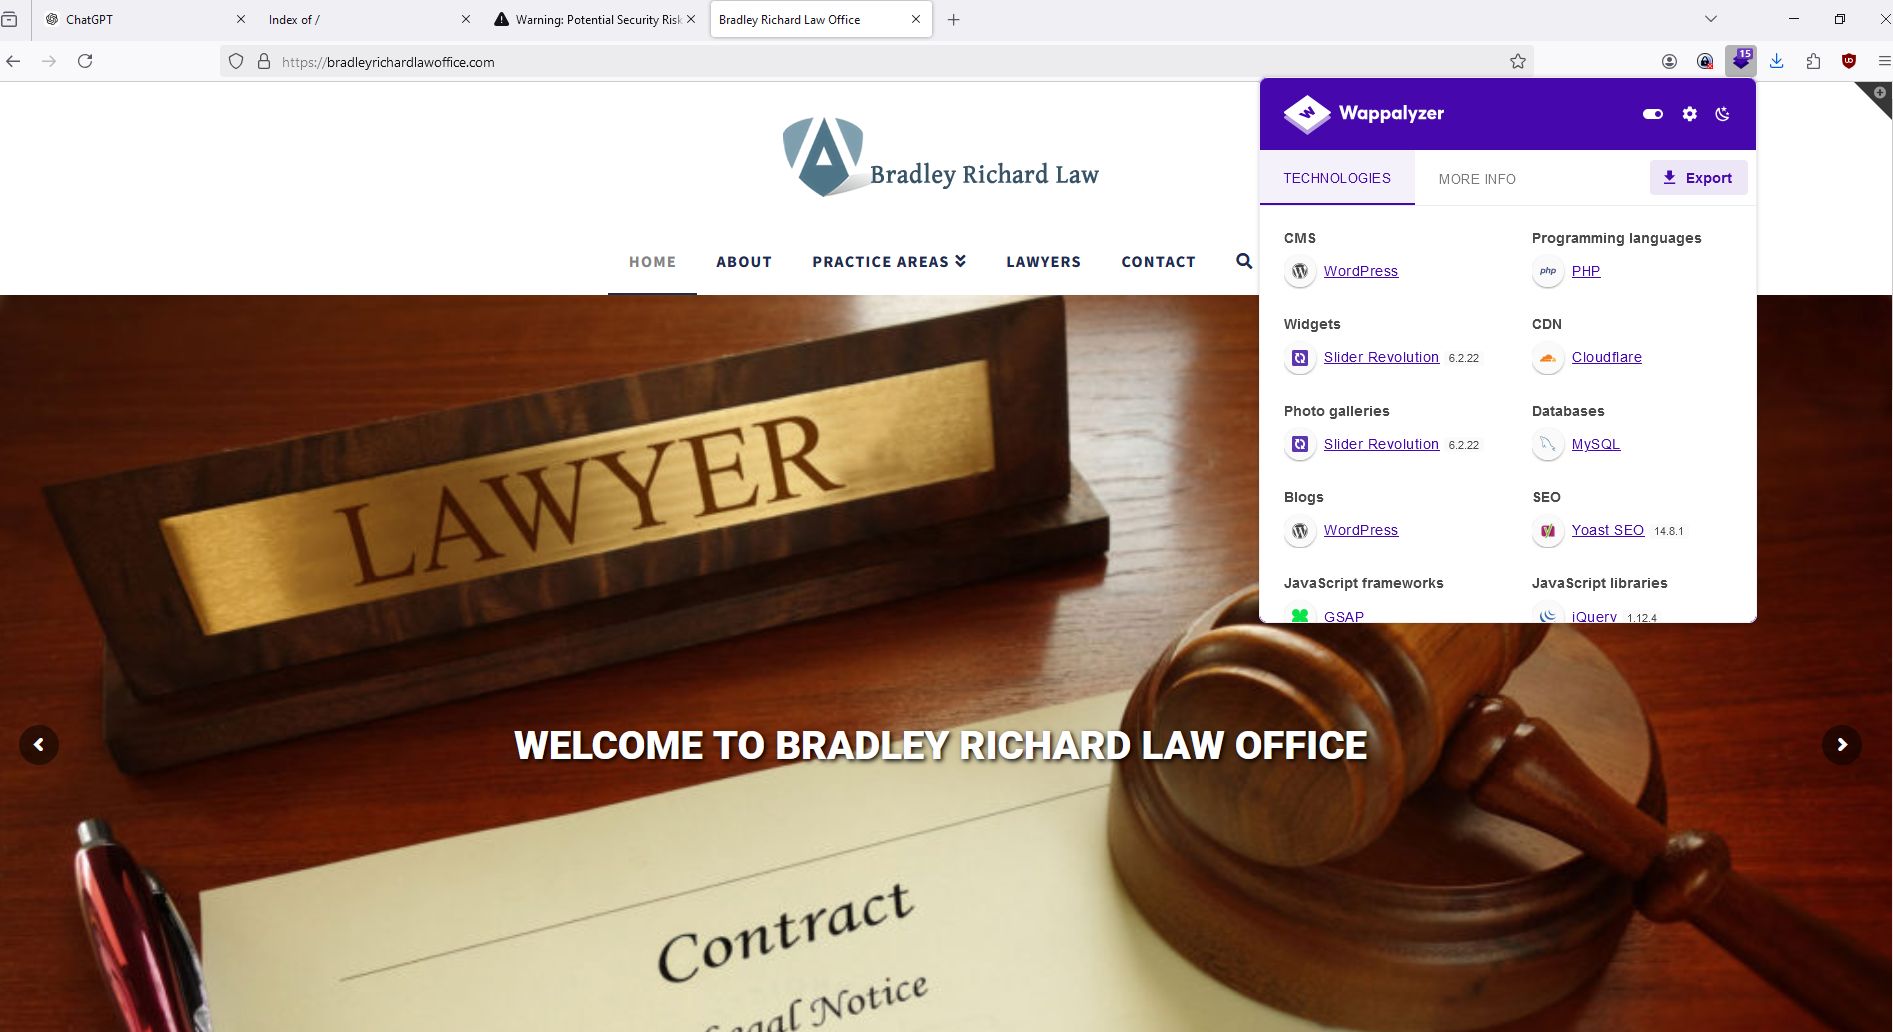 ChatGPT
Index of /
Warning: Potential Security Risk
Bradley Richard Law Office
https://bradleyrichardlawoffice.com
15
Wappalyzer
TECHNOLOGIES
MORE INFO
Export
Bradley Richard Law
HOME
ABOUT
PRACTICE AREAS
LAWYERS
CONTACT
CMS
WordPress
Programming languages
php
PHP
Widgets
Slider Revolution 6.2.22
CDN
Cloudflare
Photo galleries
Slider Revolution 6.2.22
Databases
MySQL
Blogs
WordPress
SEO
Yoast SEO 14.8.1
JavaScript frameworks
GSAP
JavaScript libraries
jQuery 1.12.4
LAWYER
WELCOME TO BRADLEY RICHARD LAW OFFICE
Contract
Legal Notice